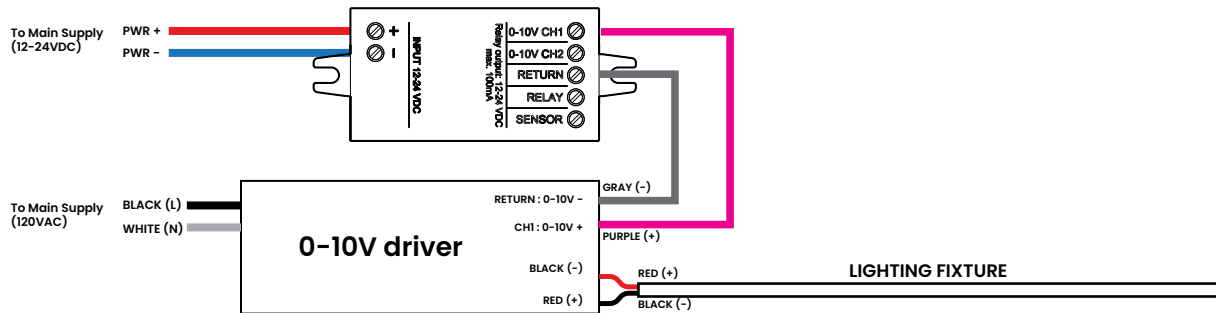 To Main Supply
(12-24VDC)
PWR +
PWR -
+
-
INPUT 12-24 VDC
Relay output: 12-24 VDC
max. 100mA
0-10V CH1
0-10V CH2
RETURN
RELAY
SENSOR
To Main Supply
(120VAC)
BLACK (L)
WHITE (N)
0-10V driver
RETURN : 0-10V -
CH1 : 0-10V +
BLACK (-)
RED (+)
GRAY (-)
PURPLE (+)
RED (+)
BLACK (-)
LIGHTING FIXTURE